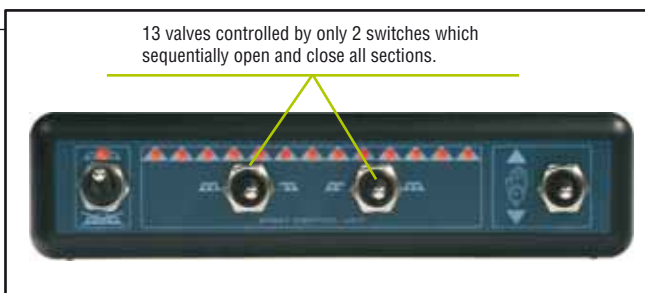 13 valves controlled by only 2 switches which
sequentially open and close all sections.